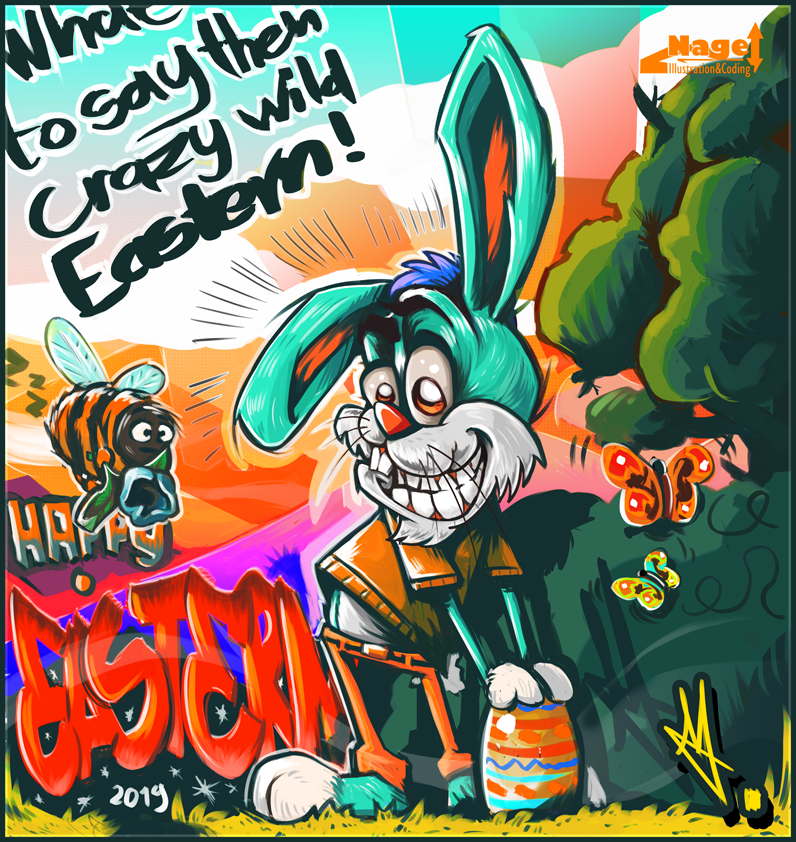 What
to say then
crazy wild
Eastern!
Nagel
Illustration&Coding
HAPPY
EASTERN
2019